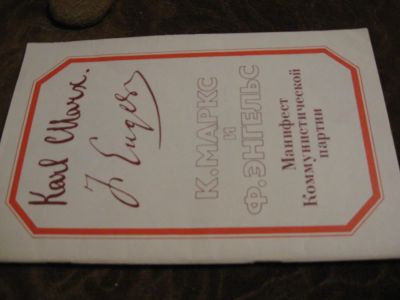 Karl Marx.
F. Engels
К. МАРКС
И
Ф. ЭНГЕЛЬС
Манифест
Коммунистической
партии